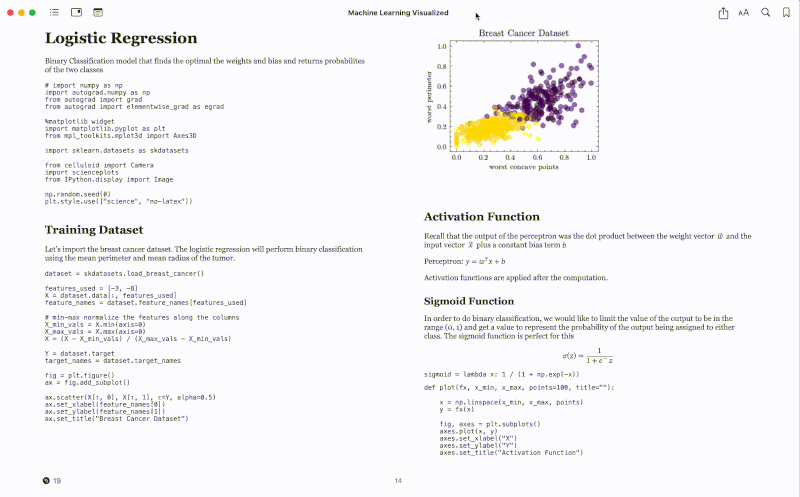 Machine Learning Visualized
AA
Logistic Regression
Binary Classification model that finds the optimal the weights and bias and returns probabilites
of the two classes
# import numpy as np
import autograd.numpy as np
from autograd import grad
from autograd import elementwise_grad as egrad
%matplotlib widget
import matplotlib.pyplot as plt
from mpl_toolkits.mplot3d import Axes3D
import sklearn.datasets as skdatasets
from celluloid import Camera
import scienceplots
from IPython.display import Image
np.random.seed(0)
plt.style.use(["science", "no-latex"])
Training Dataset
Let's import the breast cancer dataset. The logistic regression will perform binary classification
using the mean perimeter and mean radius of the tumor.
dataset = skdatasets.load_breast_cancer()
features_used = [-3, -8]
X = dataset.data[:, features_used]
feature_names = dataset.feature_names[features_used]
# min-max normalize the features along the columns
X_min_vals = X.min(axis=0)
X_max_vals = X.max(axis=0)
X = (X - X_min_vals) / (X_max_vals - X_min_vals)
Y = dataset.target
target_names = dataset.target_names
fig = plt.figure()
ax = fig.add_subplot()
ax.scatter(X[:, 0], X[:, 1], c=Y, alpha=0.5)
ax.set_xlabel(feature_names[0])
ax.set_ylabel(feature_names[1])
ax.set_title("Breast Cancer Dataset")
19
Breast Cancer Dataset
worst perimeter
1.0
0.8
0.6
0.4
0.2
0.0
0.0 0.2 0.4 0.6 0.8 1.0
worst concave points
Activation Function
Recall that the output of the perceptron was the dot product between the weight vector w⃗ and the
input vector x⃗ plus a constant bias term b
Perceptron: y = wᵀx + b
Activation functions are applied after the computation.
Sigmoid Function
In order to do binary classification, we would like to limit the value of the output to be in the
range (0, 1) and get a value to represent the probability of the output being assigned to either
class. The sigmoid function is perfect for this
σ(z) = 1 / (1 + e⁻z)
sigmoid = lambda x: 1 / (1 + np.exp(-x))
def plot(fx, x_min, x_max, points=100, title=""):
x = np.linspace(x_min, x_max, points)
y = fx(x)
fig, axes = plt.subplots()
axes.plot(x, y)
axes.set_xlabel("X")
axes.set_ylabel("Y")
axes.set_title("Activation Function")
14